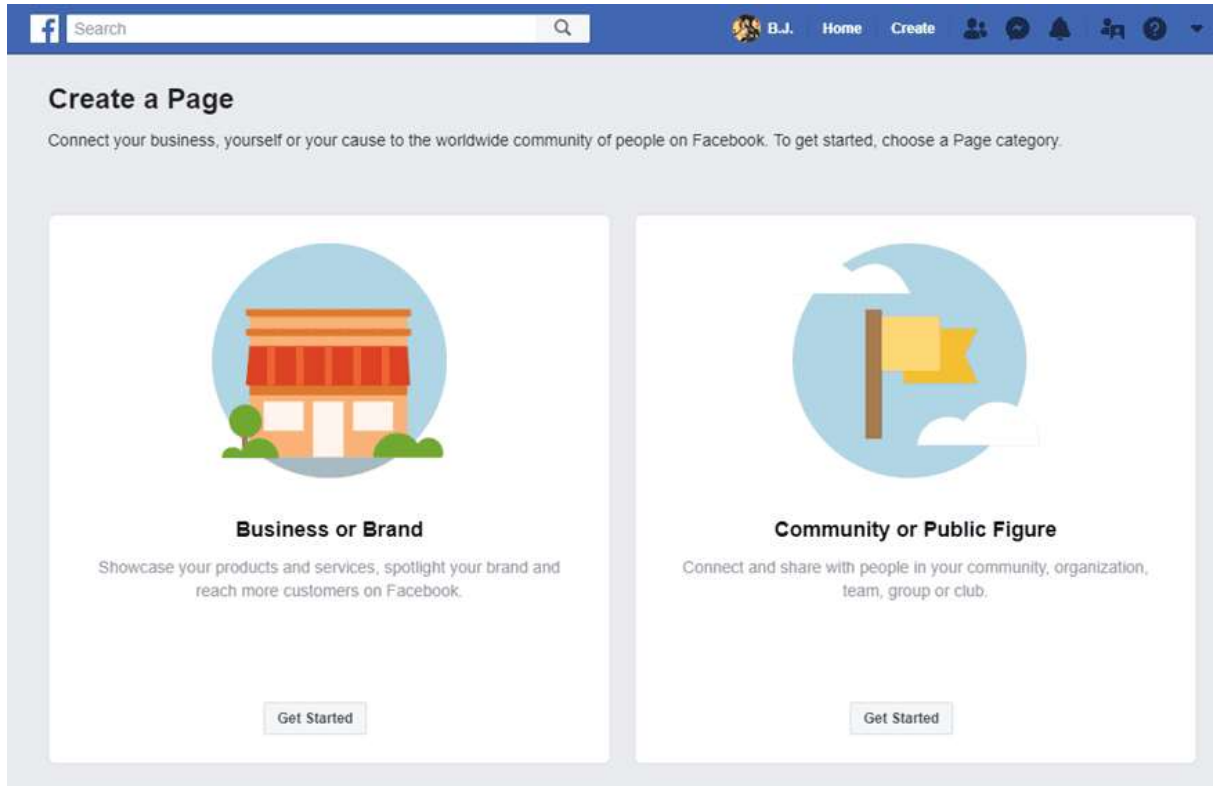 f Search B.J. Home Create
Create a Page
Connect your business, yourself or your cause to the worldwide community of people on Facebook. To get started, choose a Page category.
Business or Brand
Showcase your products and services, spotlight your brand and
reach more customers on Facebook.
Get Started
Community or Public Figure
Connect and share with people in your community, organization,
team, group or club.
Get Started